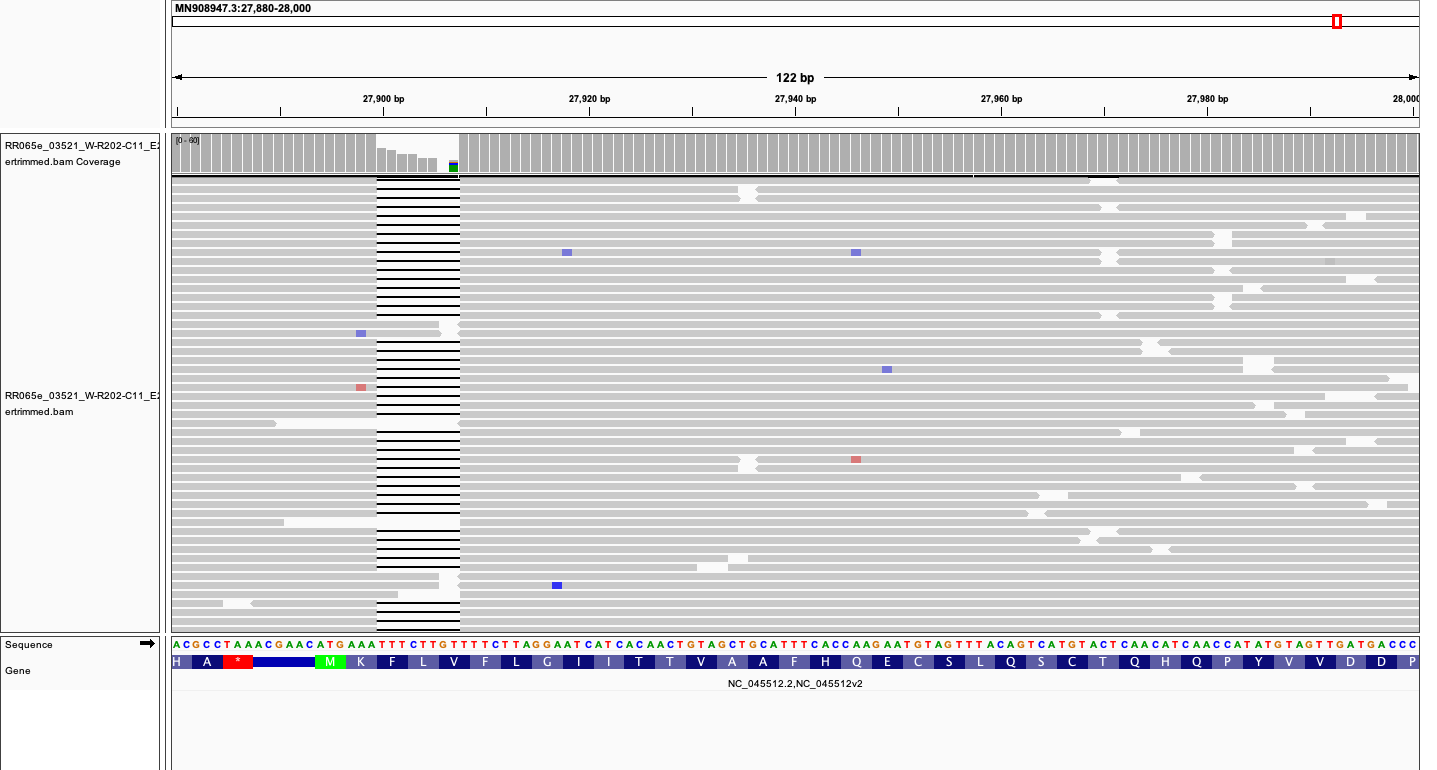 MN908947.3:27,880-28,000
122 bp
27,900 bp 27,920 bp 27,940 bp 27,960 bp 27,980 bp 28,000
RR065e_03521_W-R202-C11_E2
ertrimmed.bam Coverage
[0 - 60]
RR065e_03521_W-R202-C11_E2
ertrimmed.bam
Sequence
A C G C C T A A A C G A A C A T G A A A T T T C T T G T T T T C T T A G G A A T C A T C A C A A C T G T A G C T G C A T T T C A C C A A G A A T G T A G T T T A C A G T C A T G T A C T C A A C A T C A A C C A T A T G T A G T T G A T G A C C C
Gene
H A * M K F L V F L G I I T T V A A F H Q E C S L Q S C T Q H Q P Y V V D D P
NC_045512.2,NC_045512v2